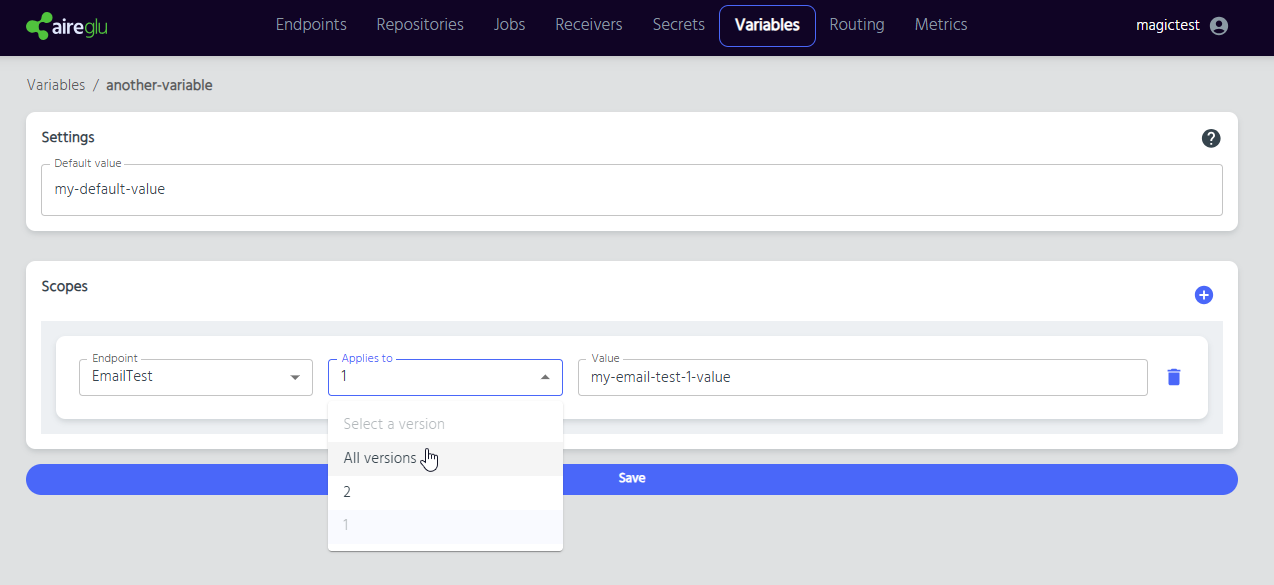 aireglu Endpoints Repositories Jobs Receivers Secrets Variables Routing Metrics magictest
Variables / another-variable
Settings
?
Default value
my-default-value
Scopes
+
Endpoint
EmailTest
Applies to
1
Value
my-email-test-1-value
Select a version
All versions
2
1
Save